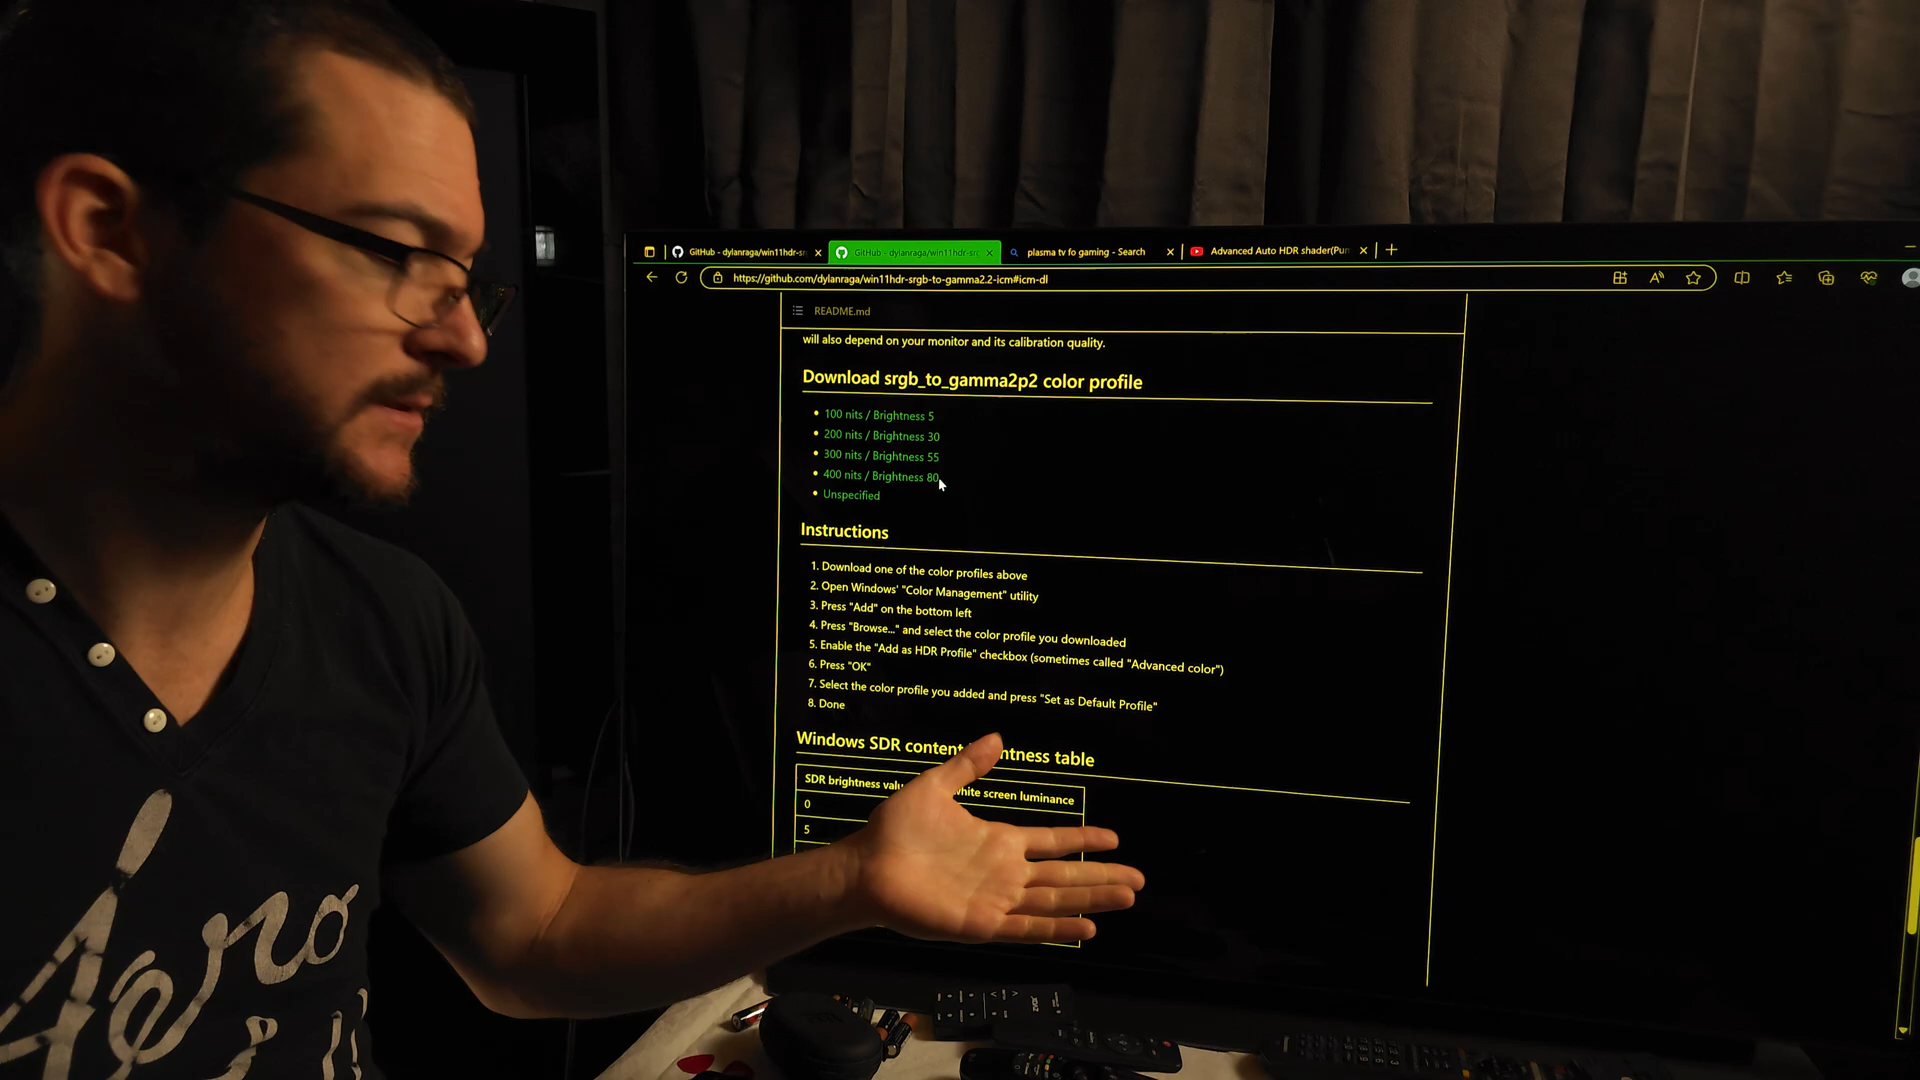 GitHub - dylanraga/win11hdr-sr
GitHub - dylanraga/win11hdr-sr
plasma tv fo gaming - Search
Advanced Auto HDR shader(Pun
https://github.com/dylanraga/win11hdr-srgb-to-gamma2.2-icm#icm-dl
README.md
will also depend on your monitor and its calibration quality.
Download srgb_to_gamma2p2 color profile
• 100 nits / Brightness 5
• 200 nits / Brightness 30
• 300 nits / Brightness 55
• 400 nits / Brightness 80
• Unspecified
Instructions
1. Download one of the color profiles above
2. Open Windows' "Color Management" utility
3. Press "Add" on the bottom left
4. Press "Browse..." and select the color profile you downloaded
5. Enable the "Add as HDR Profile" checkbox (sometimes called "Advanced color")
6. Press "OK"
7. Select the color profile you added and press "Set as Default Profile"
8. Done
Windows SDR content htness table
SDR brightness valu white screen luminance
0
5
Aero